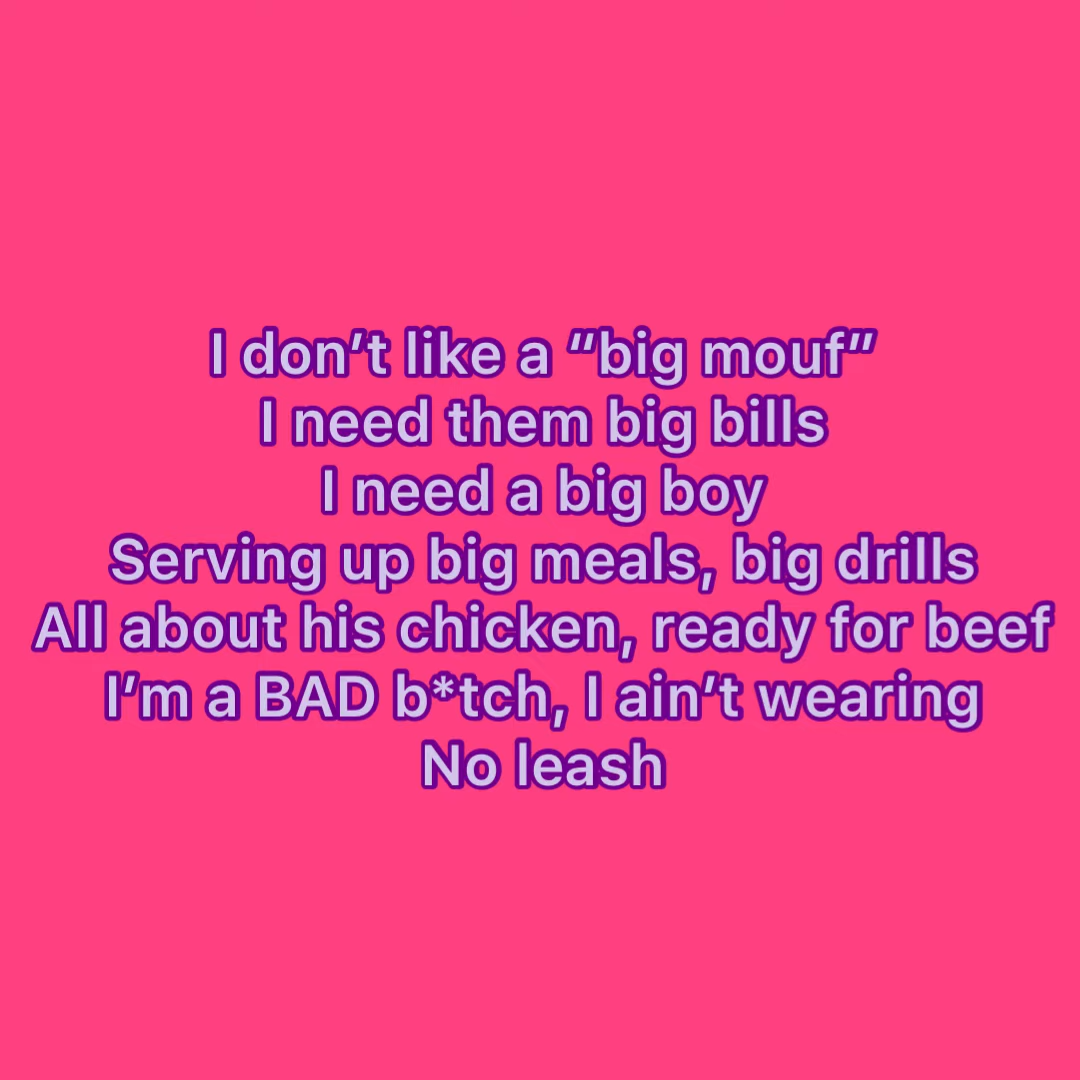 I don’t like a “big mouf”
I need them big bills
I need a big boy
Serving up big meals, big drills
All about his chicken, ready for beef
I’m a BAD b*tch, I ain’t wearing
No leash